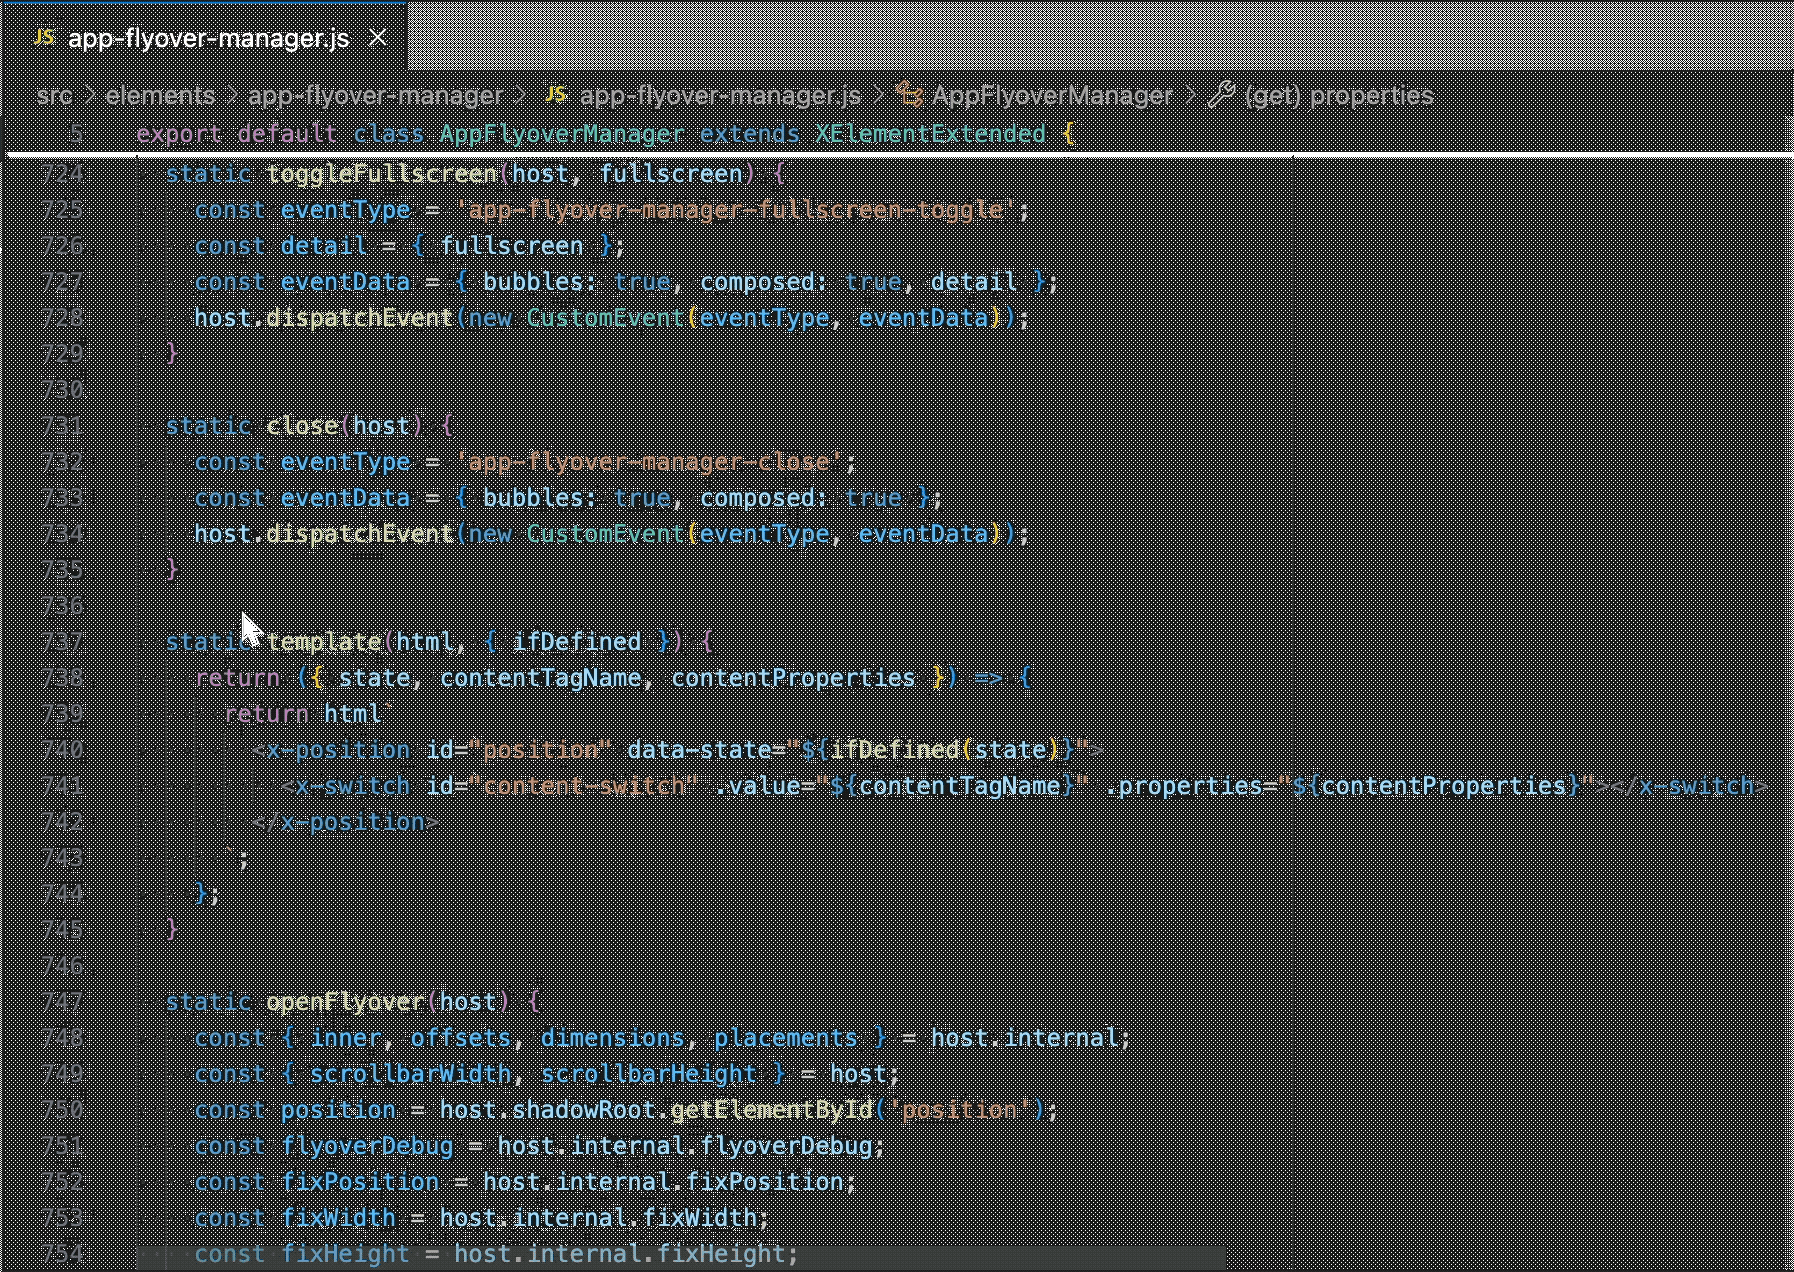 JS app-flyover-manager.js ×
src > elements > app-flyover-manager > JS app-flyover-manager.js > AppFlyoverManager > (get) properties
5 export default class AppFlyoverManager extends XElementExtended {
724 static toggleFullscreen(host, fullscreen) {
725 const eventType = 'app-flyover-manager-fullscreen-toggle';
726 const detail = { fullscreen };
727 const eventData = { bubbles: true, composed: true, detail };
728 host.dispatchEvent(new CustomEvent(eventType, eventData));
729 }
730
731 static close(host) {
732 const eventType = 'app-flyover-manager-close';
733 const eventData = { bubbles: true, composed: true };
734 host.dispatchEvent(new CustomEvent(eventType, eventData));
735 }
736
737 static template(html, { ifDefined }) {
738 return ({ state, contentTagName, contentProperties }) => {
739 return html`
740 <x-position id="position" data-state="${ifDefined(state)}">
741 <x-switch id="content-switch" .value="${contentTagName}" .properties="${contentProperties}"></x-switch>
742 </x-position>
743 `;
744 };
745 }
746
747 static openFlyover(host) {
748 const { inner, offsets, dimensions, placements } = host.internal;
749 const { scrollbarWidth, scrollbarHeight } = host;
750 const position = host.shadowRoot.getElementById('position');
751 const flyoverDebug = host.internal.flyoverDebug;
752 const fixPosition = host.internal.fixPosition;
753 const fixWidth = host.internal.fixWidth;
754 const fixHeight = host.internal.fixHeight;